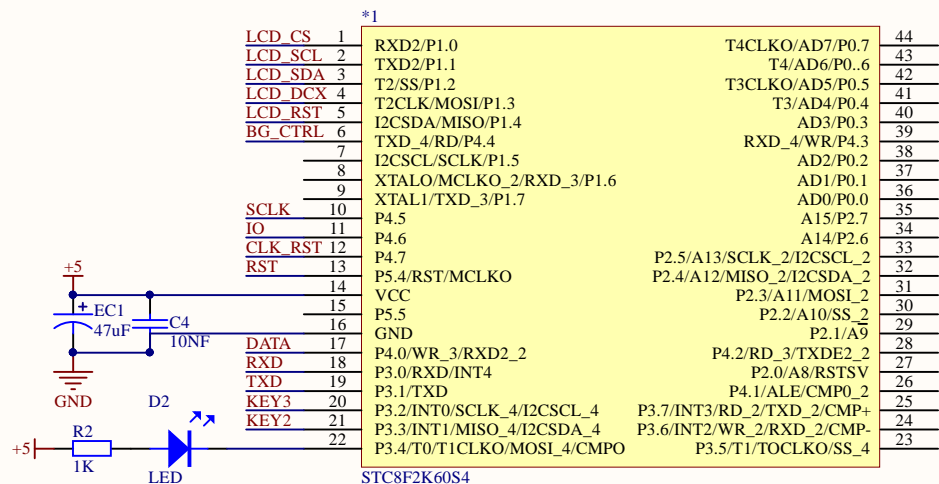 *1
LCD_CS 1 RXD2/P1.0 T4CLKO/AD7/P0.7 44
LCD_SCL 2 TXD2/P1.1 T4/AD6/P0..6 43
LCD_SDA 3 T2/SS/P1.2 T3CLKO/AD5/P0.5 42
LCD_DCX 4 T2CLK/MOSI/P1.3 T3/AD4/P0.4 41
LCD_RST 5 I2CSDA/MISO/P1.4 AD3/P0.3 40
BG_CTRL 6 TXD_4/RD/P4.4 RXD_4/WR/P4.3 39
7 I2CSCL/SCLK/P1.5 AD2/P0.2 38
8 XTALO/MCLKO_2/RXD_3/P1.6 AD1/P0.1 37
9 XTAL1/TXD_3/P1.7 AD0/P0.0 36
SCLK 10 P4.5 A15/P2.7 35
IO 11 P4.6 A14/P2.6 34
CLK_RST 12 P4.7 P2.5/A13/SCLK_2/I2CSCL_2 33
RST 13 P5.4/RST/MCLKO P2.4/A12/MISO_2/I2CSDA_2 32
+5 14 VCC P2.3/A11/MOSI_2 31
EC1 15 P5.5 P2.2/A10/SS_2 30
47uF C4 16 GND P2.1/A9 29
10NF
DATA 17 P4.0/WR_3/RXD2_2 P4.2/RD_3/TXDE2_2 28
RXD 18 P3.0/RXD/INT4 P2.0/A8/RSTSV 27
TXD 19 P3.1/TXD P4.1/ALE/CMP0_2 26
GND D2 KEY3 20 P3.2/INT0/SCLK_4/I2CSCL_4 P3.7/INT3/RD_2/TXD_2/CMP+ 25
KEY2 21 P3.3/INT1/MISO_4/I2CSDA_4 P3.6/INT2/WR_2/RXD_2/CMP- 24
+5 R2 22 P3.4/T0/T1CLKO/MOSI_4/CMPO P3.5/T1/TOCLKO/SS_4 23
1K LED STC8F2K60S4